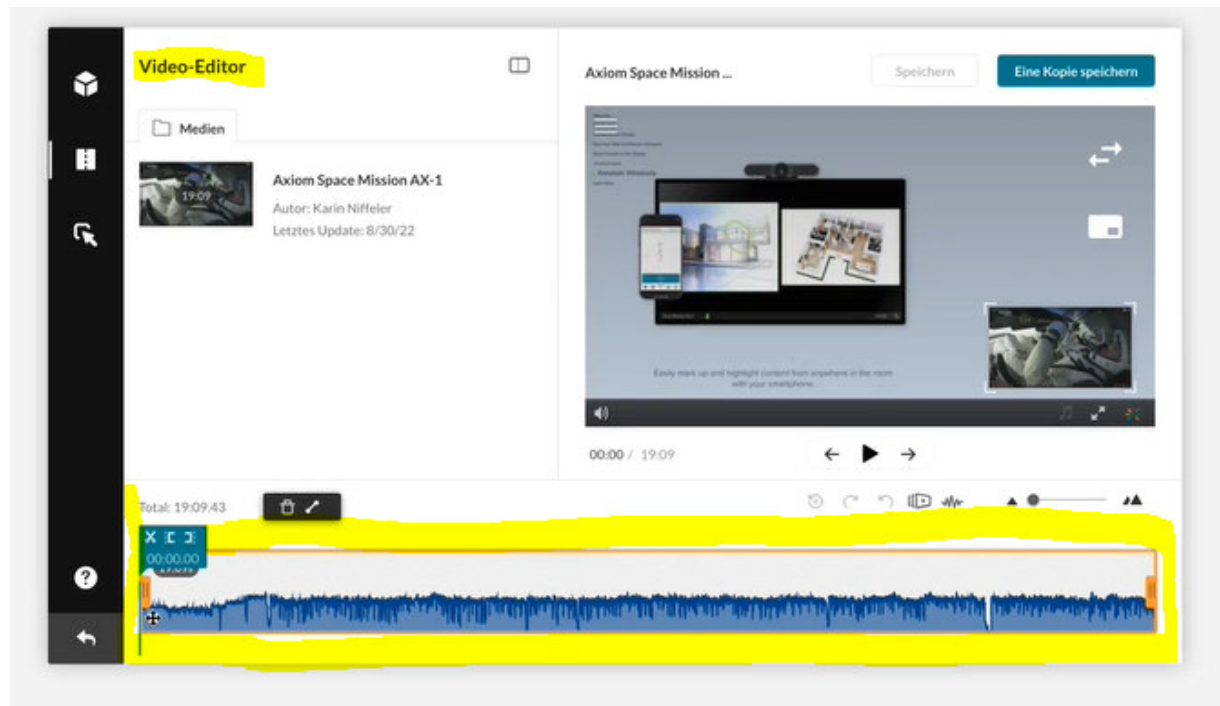 Video-Editor
Medien
19:09
Axiom Space Mission AX-1
Autor: Karin Niffeler
Letztes Update: 8/30/22
Axiom Space Mission ...
Speichern
Eine Kopie speichern
Annotate Wirelessly
Easily mark up and highlight content from anywhere in the room
with your smartphone.
00:00 / 19:09
Total: 19:09.43
00:00.00
?